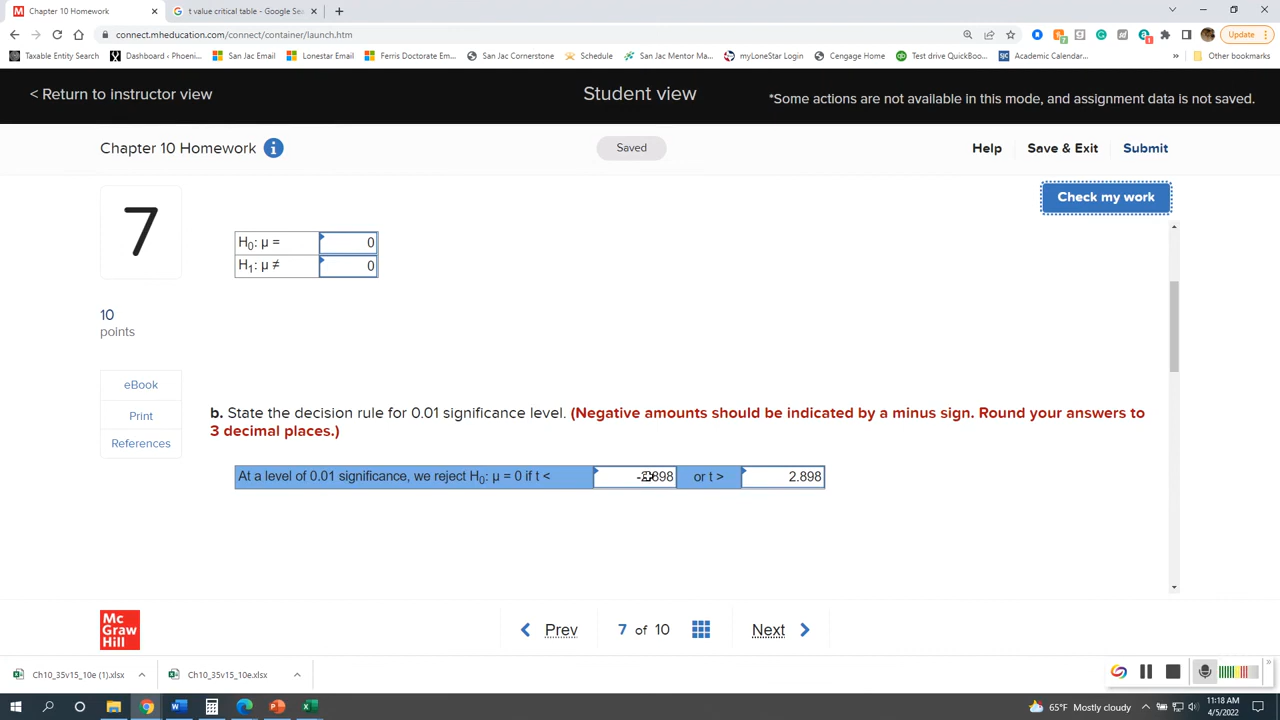 Chapter 10 Homework
t value critical table - Google Sea
connect.mheducation.com/connect/container/launch.htm
Update
Taxable Entity Search
Dashboard ‹ Phoeni...
San Jac Email
Lonestar Email
Ferris Doctorate Em...
San Jac Cornerstone
Schedule
San Jac Mentor Ma...
myLoneStar Login
Cengage Home
Test drive QuickBoo...
Academic Calendar...
»
Other bookmarks
< Return to instructor view
Student view
*Some actions are not available in this mode, and assignment data is not saved.
Chapter 10 Homework
Saved
Help
Save & Exit
Submit
7
Check my work
H0: μ = 0
H1: μ ≠ 0
10
points
eBook
Print
References
b. State the decision rule for 0.01 significance level. (Negative amounts should be indicated by a minus sign. Round your answers to
3 decimal places.)
At a level of 0.01 significance, we reject H0: μ = 0 if t < -2.898 or t > 2.898
Mc
Graw
Hill
Prev
7 of 10
Next
Ch10_35v15_10e (1).xlsx
Ch10_35v15_10e.xlsx
65°F Mostly cloudy
11:18 AM
4/5/2022